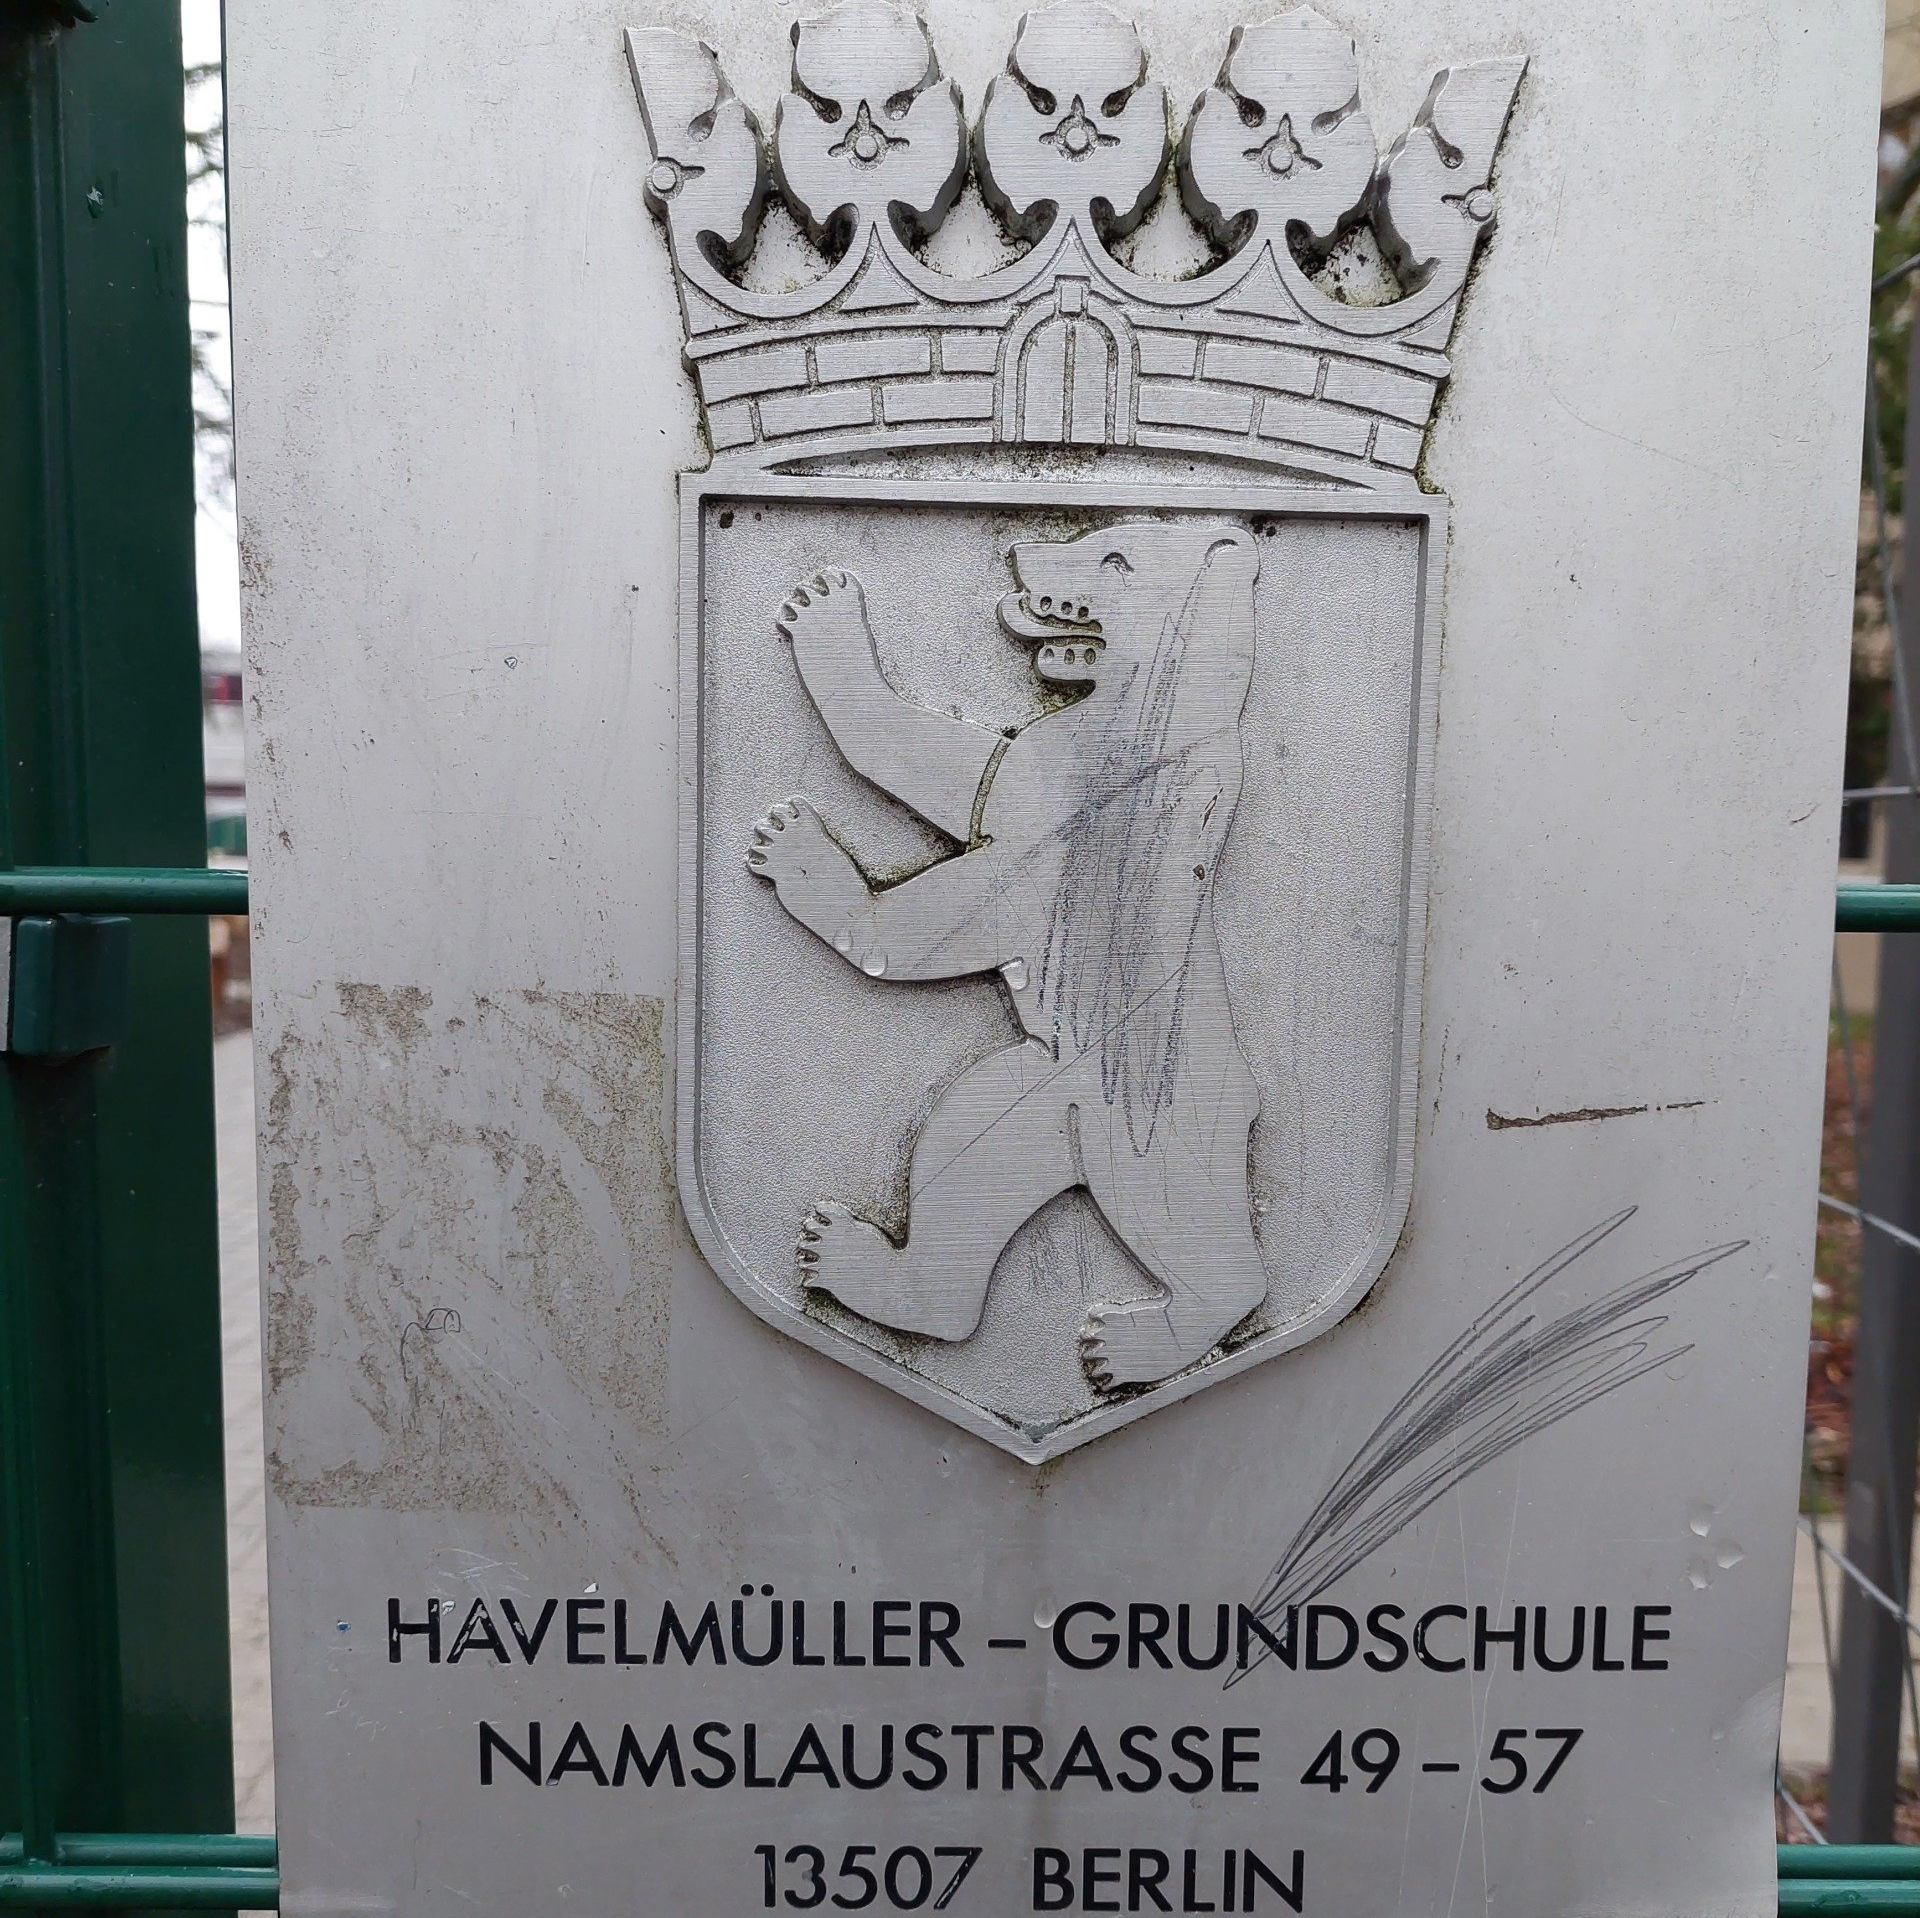 HAVELMÜLLER – GRUNDSCHULE
NAMSLAUSTRASSE 49 – 57
13507 BERLIN